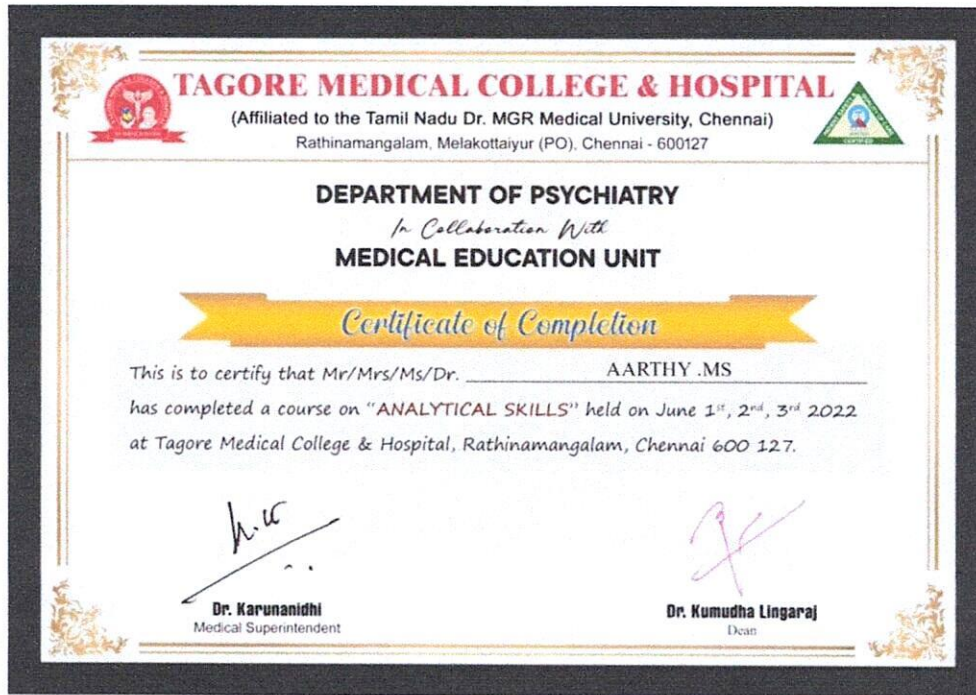 TAGORE MEDICAL COLLEGE & HOSPITAL
(Affiliated to the Tamil Nadu Dr. MGR Medical University, Chennai)
Rathinamangalam, Melakottaiyur (PO), Chennai - 600127
DEPARTMENT OF PSYCHIATRY
In Collaboration With
MEDICAL EDUCATION UNIT
Certificate of Completion
This is to certify that Mr/Mrs/Ms/Dr. AARTHY .MS
has completed a course on "ANALYTICAL SKILLS" held on June 1st, 2nd, 3rd 2022
at Tagore Medical College & Hospital, Rathinamangalam, Chennai 600 127.
Dr. Karunanidhi
Medical Superintendent
Dr. Kumudha Lingaraj
Dean
CERTIFIED